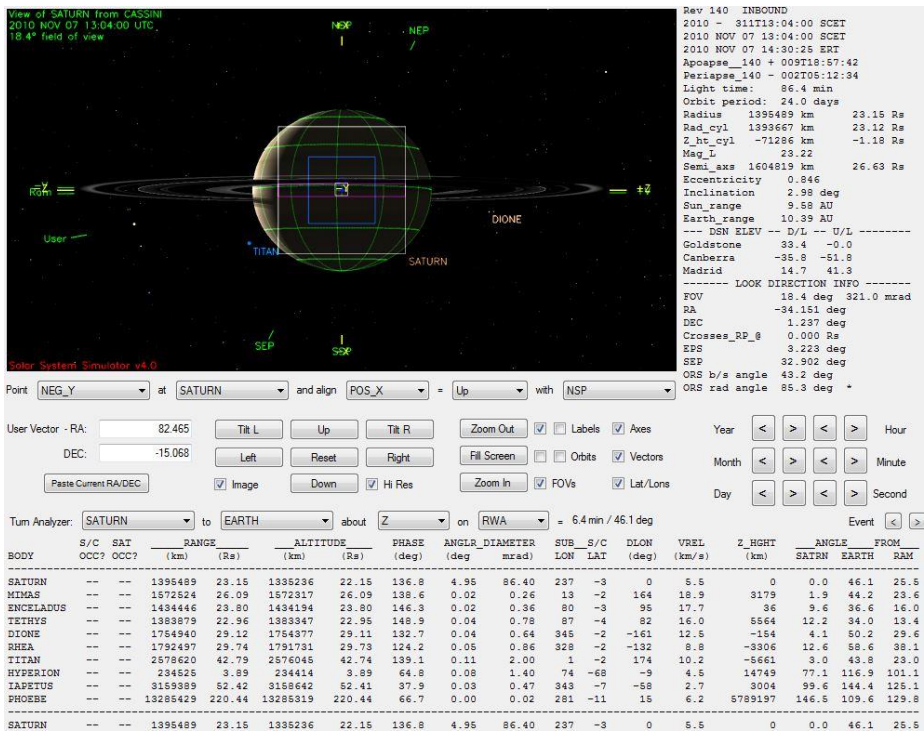 View of SATURN from CASSINI
2010 NOV 07 13:04:00 UTC
18.4° field of view
NEP
-Y
+Z
User
DIONE
TITAN
SATURN
SEP
Solar System Simulator v4.0
Rev 140 INBOUND
2010 - 311T13:04:00 SCET
2010 NOV 07 13:04:00 SCET
2010 NOV 07 14:30:25 ERT
Apoapse__140 + 009T18:57:42
Periapse_140 - 002T05:12:34
Light time: 86.4 min
Orbit period: 24.0 days
Radius 1395489 km 23.15 Rs
Rad_cyl 1393667 km 23.12 Rs
Z_ht_cyl -71286 km -1.18 Rs
Mag_L 23.22
Semi_axs 1604819 km 26.63 Rs
Eccentricity 0.846
Inclination 2.98 deg
Sun_range 9.58 AU
Earth_range 10.39 AU
--- DSN ELEV -- D/L -- U/L --------
Goldstone 33.4 -0.0
Canberra -35.8 -51.8
Madrid 14.7 41.3
------- LOOK DIRECTION INFO -------
FOV 18.4 deg 321.0 mrad
RA -34.151 deg
DEC 1.237 deg
Crosses_RP_@ 0.000 Rs
EPS 3.223 deg
SEP 32.902 deg
ORS b/s angle 43.2 deg
ORS rad angle 85.3 deg *
Point NEG_Y at SATURN and align POS_X = Up with NSP
User Vector - RA: 82.465 Tilt L Up Tilt R Zoom Out Labels Axes Year < > < > Hour
DEC: -15.068 Left Reset Right Fill Screen Orbits Vectors Month < > < > Minute
Paste Current RA/DEC Image Down Hi Res Zoom In FOVs Lat/Lons Day < > < > Second
Turn Analyzer: SATURN to EARTH about Z on RWA = 6.4 min / 46.1 deg Event < >
S/C SAT ___RANGE___ ___ALTITUDE___ PHASE ANGLR_DIAMETER SUB__S/C DLON VREL Z_HGHT ___ANGLE___FROM___
BODY OCC? OCC? (km) (Rs) (km) (Rs) (deg) (deg mrad) LON LAT (deg) (km/s) (km) SATRN EARTH RAM
SATURN -- -- 1395489 23.15 1335236 22.15 136.8 4.95 86.40 237 -3 0 5.5 0 0.0 46.1 25.5
MIMAS -- -- 1572524 26.09 1572317 26.09 138.6 0.02 0.26 13 -2 164 18.9 3179 1.9 44.2 23.6
ENCELADUS -- -- 1434446 23.80 1434194 23.80 146.3 0.02 0.36 80 -3 95 17.7 36 9.6 36.6 16.0
TETHYS -- -- 1383879 22.96 1383347 22.95 148.9 0.04 0.78 87 -4 82 16.0 5564 12.2 34.0 13.4
DIONE -- -- 1754940 29.12 1754377 29.11 132.7 0.04 0.64 345 -2 -161 12.5 -154 4.1 50.2 29.6
RHEA -- -- 1792497 29.74 1791731 29.73 124.2 0.05 0.86 328 -2 -132 8.8 -3306 12.6 58.6 38.1
TITAN -- -- 2578620 42.79 2576045 42.74 139.1 0.11 2.00 1 -2 174 10.2 -5661 3.0 43.8 23.0
HYPERION -- -- 234525 3.89 234414 3.89 64.8 0.08 1.40 74 -68 -9 4.5 14749 77.1 116.9 101.1
IAPETUS -- -- 3159389 52.42 3158642 52.41 37.9 0.03 0.47 343 -7 -58 2.7 3004 99.6 144.4 125.1
PHOEBE -- -- 13285429 220.44 13285319 220.44 66.7 0.00 0.02 281 -11 15 6.2 5789197 146.5 109.6 129.8
SATURN -- -- 1395489 23.15 1335236 22.15 136.8 4.95 86.40 237 -3 0 5.5 0 0.0 46.1 25.5